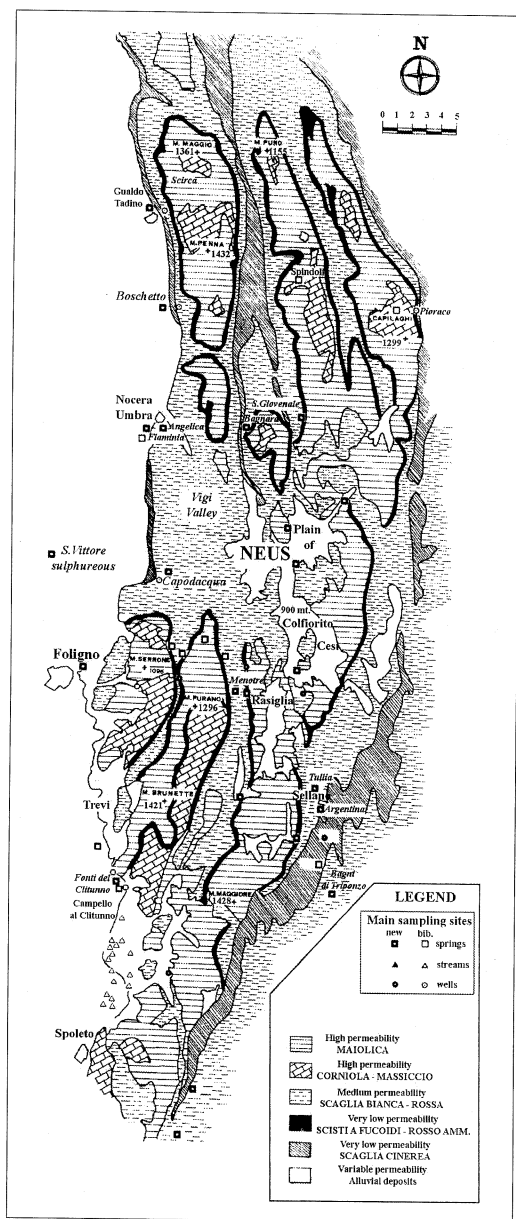 N
0 1 2 3 4 5
M. MAGGIO
1361+
M. PURO
+1155
Scirca
Gualdo
Tadino
M. PENNA
+1432
Spindoli
Boschetto
Pioraco
CAPILAGHI
1299+
Nocera
Umbra
S.Giovenale
Angelica
Bagnara
Flaminia
Vigi
Valley
Plain
of
NEUS
S.Vittore
sulphureous
Capodacqua
900 mt.
Colfiorito
Cesi
Foligno
M. SERRONE
Menotre
Rasiglia
M. PURANO
+1296
Tullia
Sellano
Argentina
M. BRUNETTE
1421+
Trevi
Fonti del
Clitunno
Bagni
di Triponzo
M. MAGGIORE
1428+
Campello
al Clitunno
Spoleto
LEGEND
Main sampling sites
new bib.
springs
streams
wells
High permeability
MAIOLICA
High permeability
CORNIOLA - MASSICCIO
Medium permeability
SCAGLIA BIANCA - ROSSA
Very low permeability
SCISTI A FUCOIDI - ROSSO AMM.
Very low permeability
SCAGLIA CINEREA
Variable permeability
Alluvial deposits